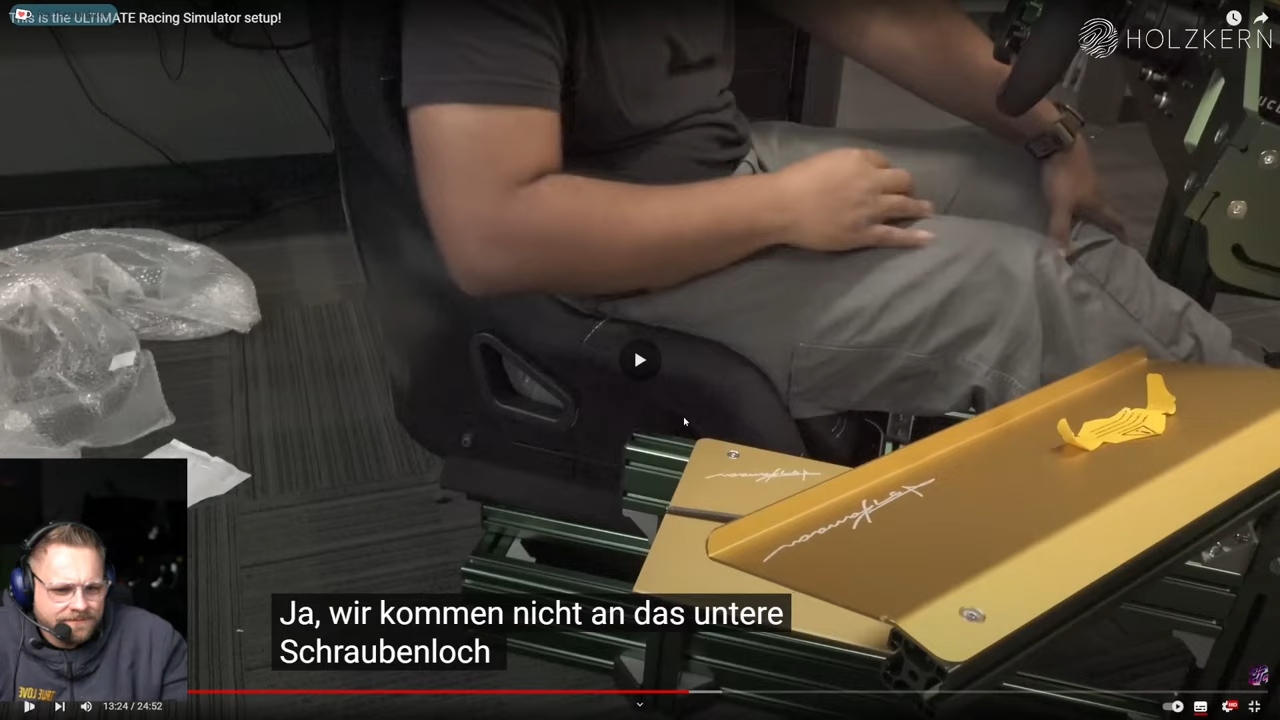 This is the ULTIMATE Racing Simulator setup!
HOLZKERN
Ja, wir kommen nicht an das untere
Schraubenloch
13:24 / 24:52